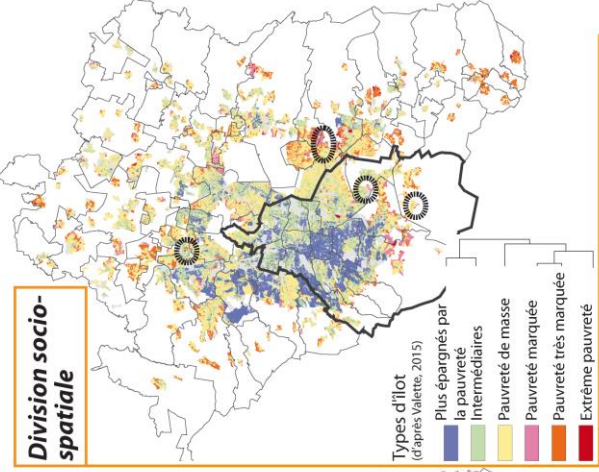 Division socio-
spatiale
Types d'îlot
(d'après Valette, 2015)
Plus épargnés par
la pauvreté
Intermédiaires
Pauvreté de masse
Pauvreté marquée
Pauvreté très marquée
Extrême pauvreté